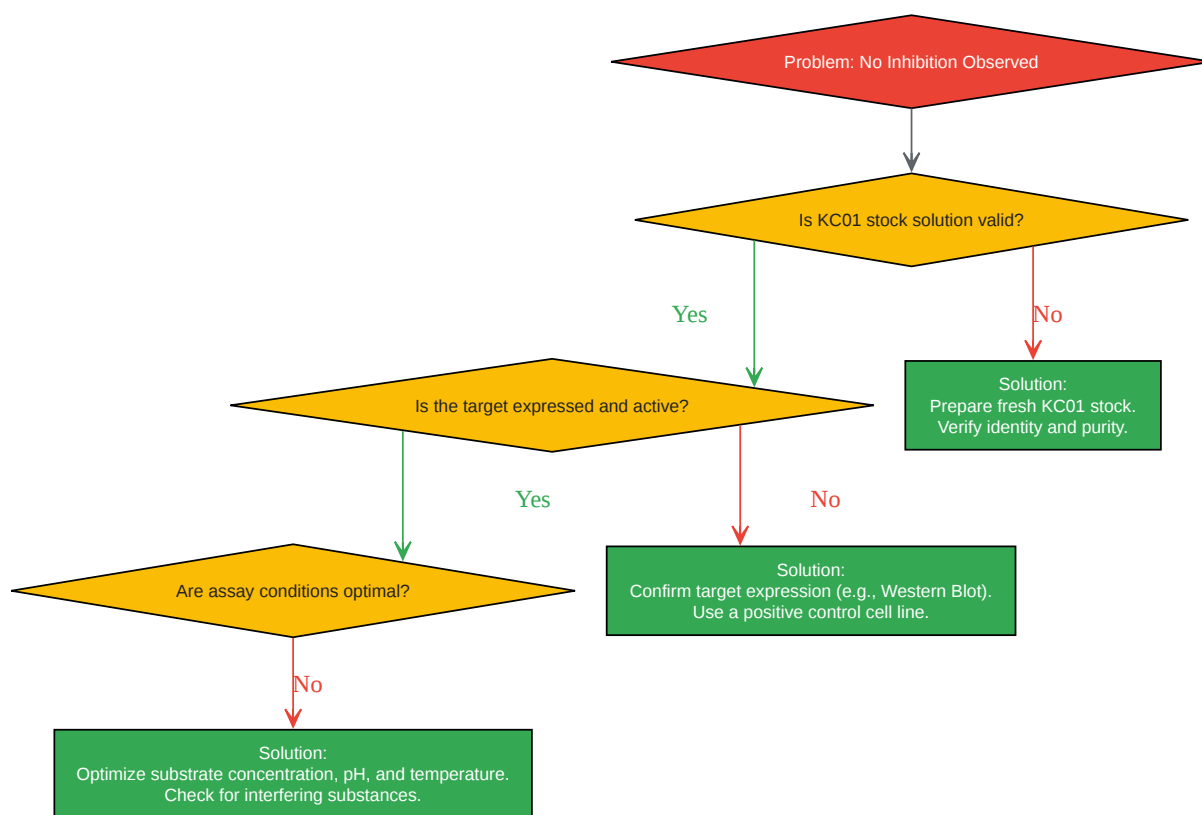 Problem: No Inhibition Observed
Is KC01 stock solution valid?
Yes
No
Solution:
Prepare fresh KC01 stock.
Verify identity and purity.
Is the target expressed and active?
Yes
No
Solution:
Confirm target expression (e.g., Western Blot).
Use a positive control cell line.
Are assay conditions optimal?
No
Solution:
Optimize substrate concentration, pH, and temperature.
Check for interfering substances.